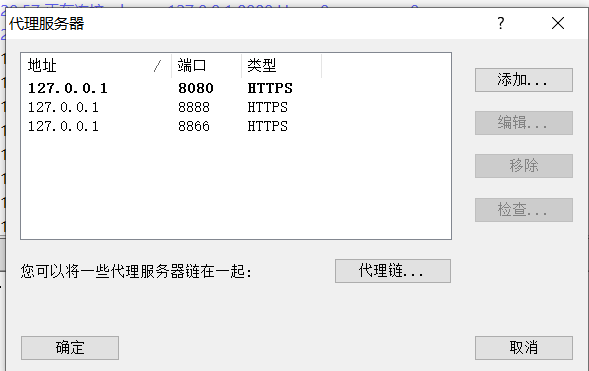 代理服务器
地址 / 端口 类型
127.0.0.1 8080 HTTPS
127.0.0.1 8888 HTTPS
127.0.0.1 8866 HTTPS
添加...
编辑...
移除
检查...
您可以将一些代理服务器链在一起:
代理链...
确定
取消